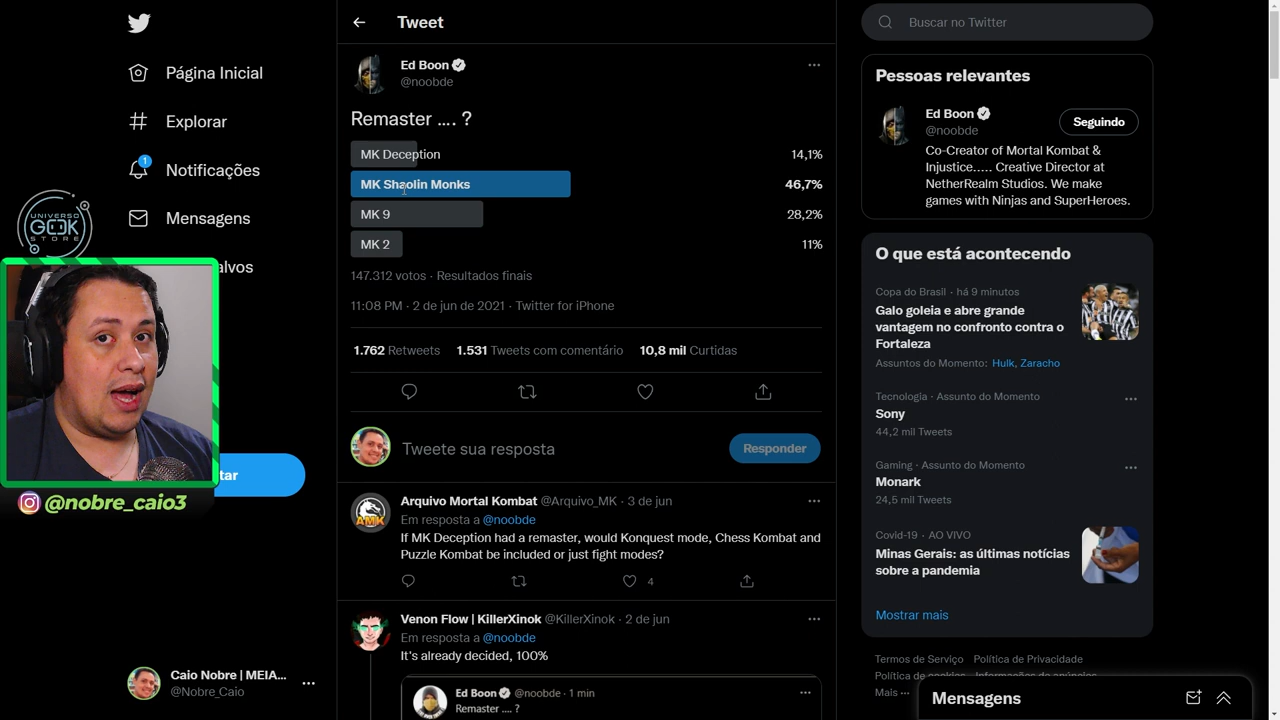 Página Inicial
Explorar
1
Notificações
Mensagens
UNIVERSO
GEEK
STORE
alvos
tar
@nobre_caio3
Caio Nobre | MEIA...
@Nobre_Caio
Tweet
Ed Boon
@noobde
Remaster .... ?
MK Deception 14,1%
MK Shaolin Monks 46,7%
MK 9 28,2%
MK 2 11%
147.312 votos · Resultados finais
11:08 PM · 2 de jun de 2021 · Twitter for iPhone
1.762 Retweets 1.531 Tweets com comentário 10,8 mil Curtidas
Tweete sua resposta
Responder
Arquivo Mortal Kombat @Arquivo_MK · 3 de jun
Em resposta a @noobde
If MK Deception had a remaster, would Konquest mode, Chess Kombat and
Puzzle Kombat be included or just fight modes?
4
AMK
Venon Flow | KillerXinok @KillerXinok · 2 de jun
Em resposta a @noobde
It's already decided, 100%
Ed Boon @noobde · 1 min
Remaster .... ?
Buscar no Twitter
Pessoas relevantes
Ed Boon
@noobde
Seguindo
Co-Creator of Mortal Kombat &
Injustice..... Creative Director at
NetherRealm Studios. We make
games with Ninjas and SuperHeroes.
O que está acontecendo
Copa do Brasil · há 9 minutos
Galo goleia e abre grande
vantagem no confronto contra o
Fortaleza
Assuntos do Momento: Hulk, Zaracho
Tecnologia · Assunto do Momento
Sony
44,2 mil Tweets
Gaming · Assunto do Momento
Monark
24,5 mil Tweets
Covid-19 · AO VIVO
Minas Gerais: as últimas notícias
sobre a pandemia
Mostrar mais
Termos de Serviço Política de Privacidade
Política de cookies Informações de anúncios
Mais ···
Mensagens